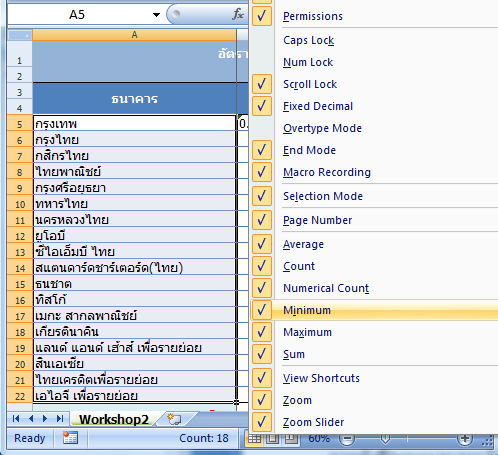 A5
A
อัตรา
ธนาคาร
1
2
3
4
5 กรุงเทพ 0.
6 กรุงไทย
7 กสิกรไทย
8 ไทยพาณิชย์
9 กรุงศรีอยุธยา
10 ทหารไทย
11 นครหลวงไทย
12 ยูโอบี
13 ซีไอเอ็มบี ไทย
14 สแตนดาร์ดชาร์เตอร์ด(ไทย)
15 ธนชาต
16 ทิสโก้
17 เมกะ สากลพาณิชย์
18 เกียรตินาคิน
19 แลนด์ แอนด์ เฮ้าส์ เพื่อรายย่อย
20 สินเอเซีย
21 ไทยเครดิตเพื่อรายย่อย
22 เอไอจี เพื่อรายย่อย
Workshop2
Ready Count: 18 60%
Permissions
Caps Lock
Num Lock
Scroll Lock
Fixed Decimal
Overtype Mode
End Mode
Macro Recording
Selection Mode
Page Number
Average
Count
Numerical Count
Minimum
Maximum
Sum
View Shortcuts
Zoom
Zoom Slider